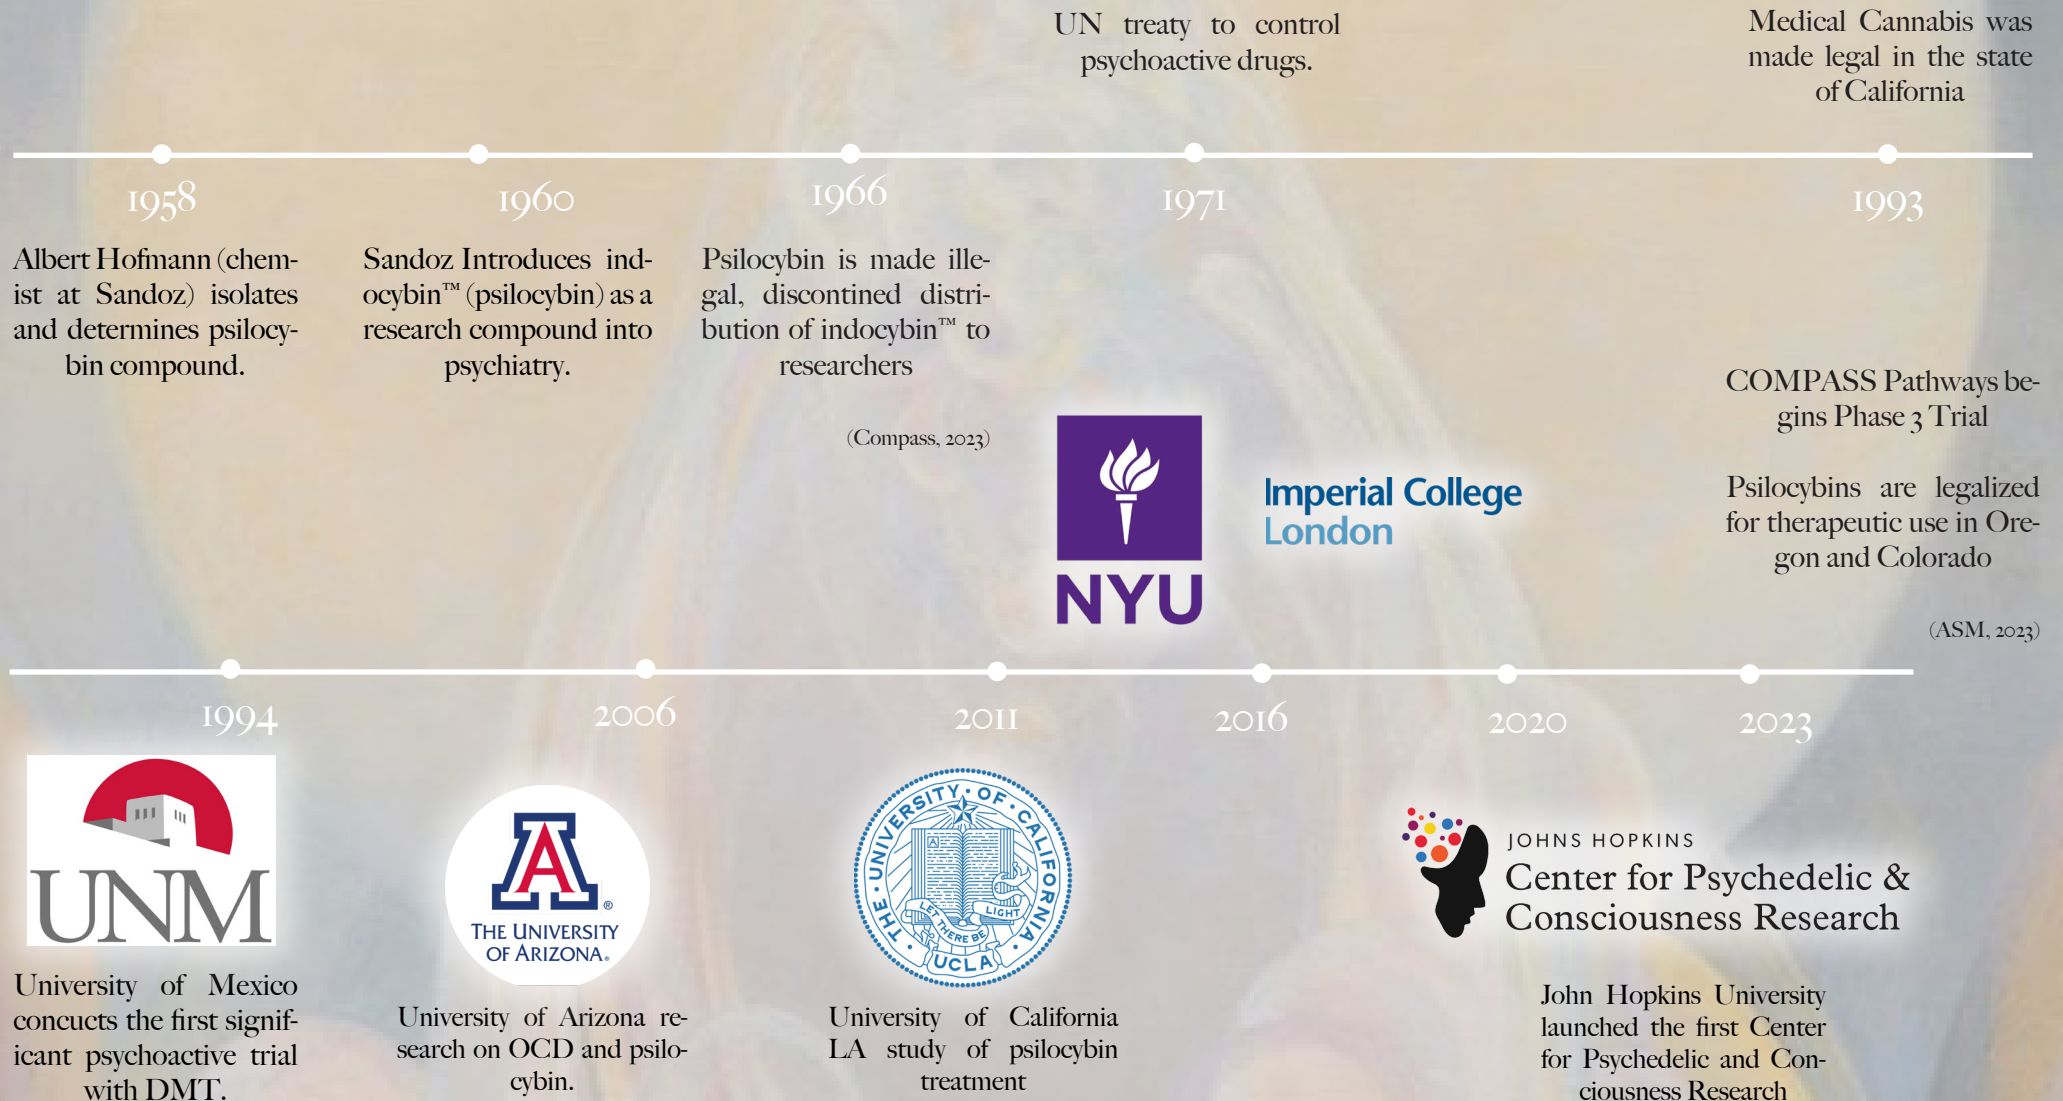 UN treaty to control
psychoactive drugs.
Medical Cannabis was
made legal in the state
of California
1958
1960
1966
1971
1993
Albert Hofmann (chem-
ist at Sandoz) isolates
and determines psilocy-
bin compound.
Sandoz Introduces ind-
ocybin™ (psilocybin) as a
research compound into
psychiatry.
Psilocybin is made ille-
gal, discontined distri-
bution of indocybin™ to
researchers
(Compass, 2023)
NYU
Imperial College
London
COMPASS Pathways be-
gins Phase 3 Trial
Psilocybins are legalized
for therapeutic use in Ore-
gon and Colorado
(ASM, 2023)
1994
2006
2011
2016
2020
2023
UNM
University of Mexico
concucts the first signif-
icant psychoactive trial
with DMT.
A
THE UNIVERSITY
OF ARIZONA®
University of Arizona re-
search on OCD and psilo-
cybin.
THE · UNIVERSITY · OF · CALIFORNIA ·
A
LET THERE BE LIGHT
UCLA
University of California
LA study of psilocybin
treatment
JOHNS HOPKINS
Center for Psychedelic &
Consciousness Research
John Hopkins University
launched the first Center
for Psychedelic and Con-
ciousness Research